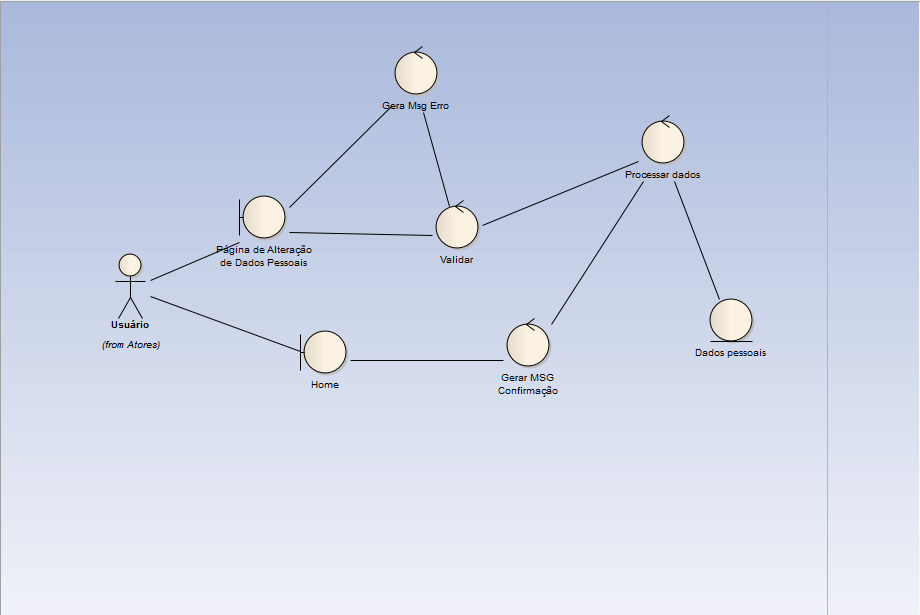 Gera Msg Erro
Processar dados
Página de Alteração
de Dados Pessoais
Validar
Usuário
(from Atores)
Home
Gerar MSG
Confirmação
Dados pessoais